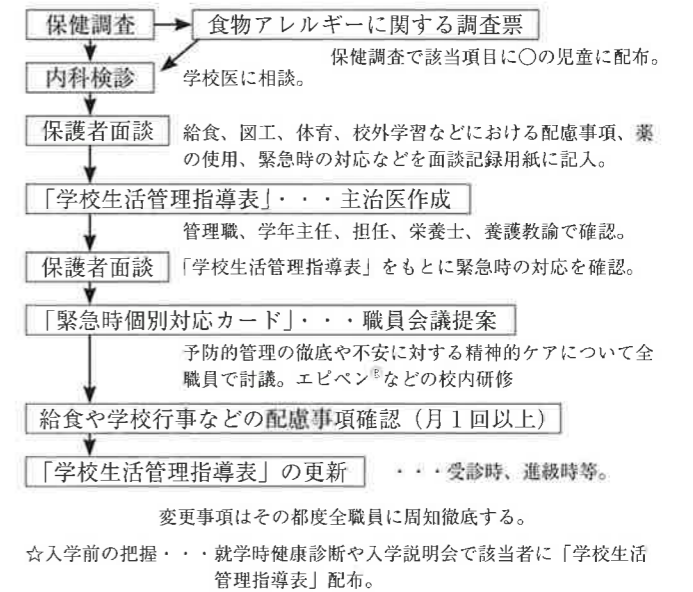 保健調査
食物アレルギーに関する調査票
保健調査で該当項目に○の児童に配布。
内科検診
学校医に相談。
保護者面談
給食、図工、体育、校外学習などにおける配慮事項、薬
の使用、緊急時の対応などを面談記録用紙に記入。
「学校生活管理指導表」・・・主治医作成
管理職、学年主任、担任、栄養士、養護教諭で確認。
保護者面談
「学校生活管理指導表」をもとに緊急時の対応を確認。
「緊急時個別対応カード」・・・職員会議提案
予防的管理の徹底や不安に対する精神的ケアについて全
職員で討議。エピペン®などの校内研修
給食や学校行事などの配慮事項確認（月１回以上）
「学校生活管理指導表」の更新
・・・受診時、進級時等。
変更事項はその都度全職員に周知徹底する。
☆入学前の把握・・・就学時健康診断や入学説明会で該当者に「学校生活
管理指導表」配布。